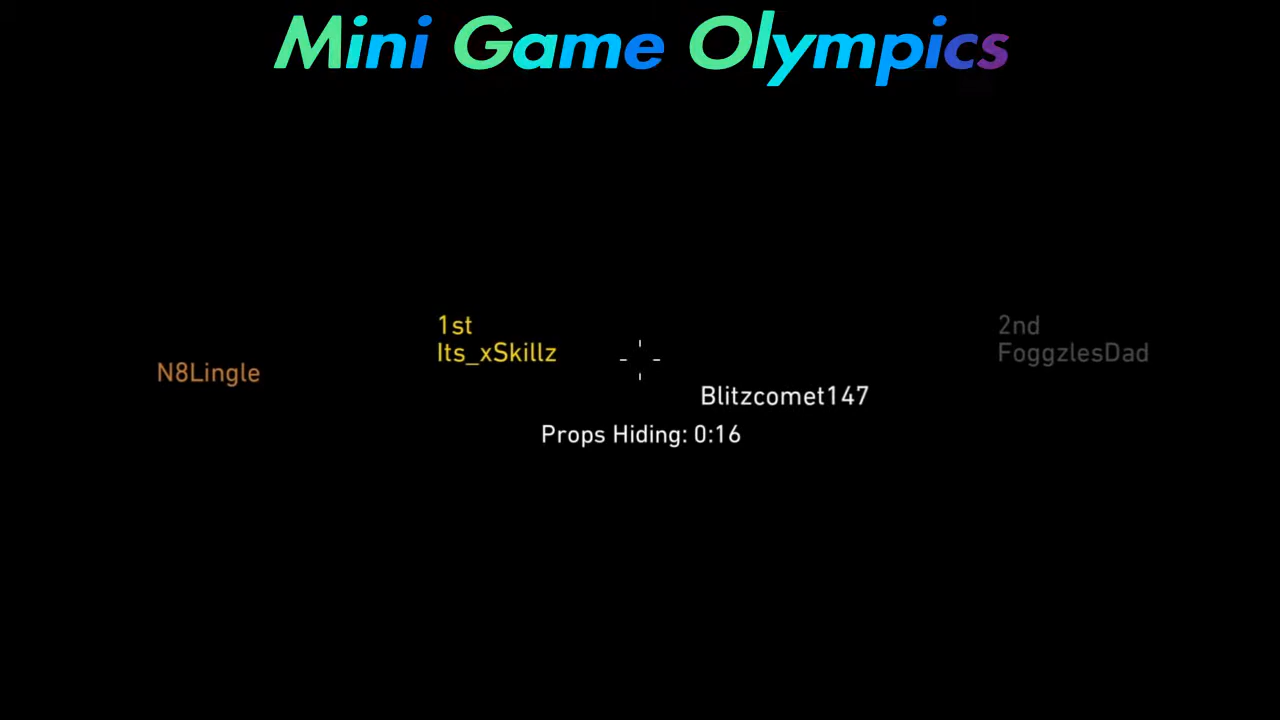 Mini Game Olympics
1st
Its_xSkillz
2nd
FoggzlesDad
N8Lingle
Blitzcomet147
Props Hiding: 0:16